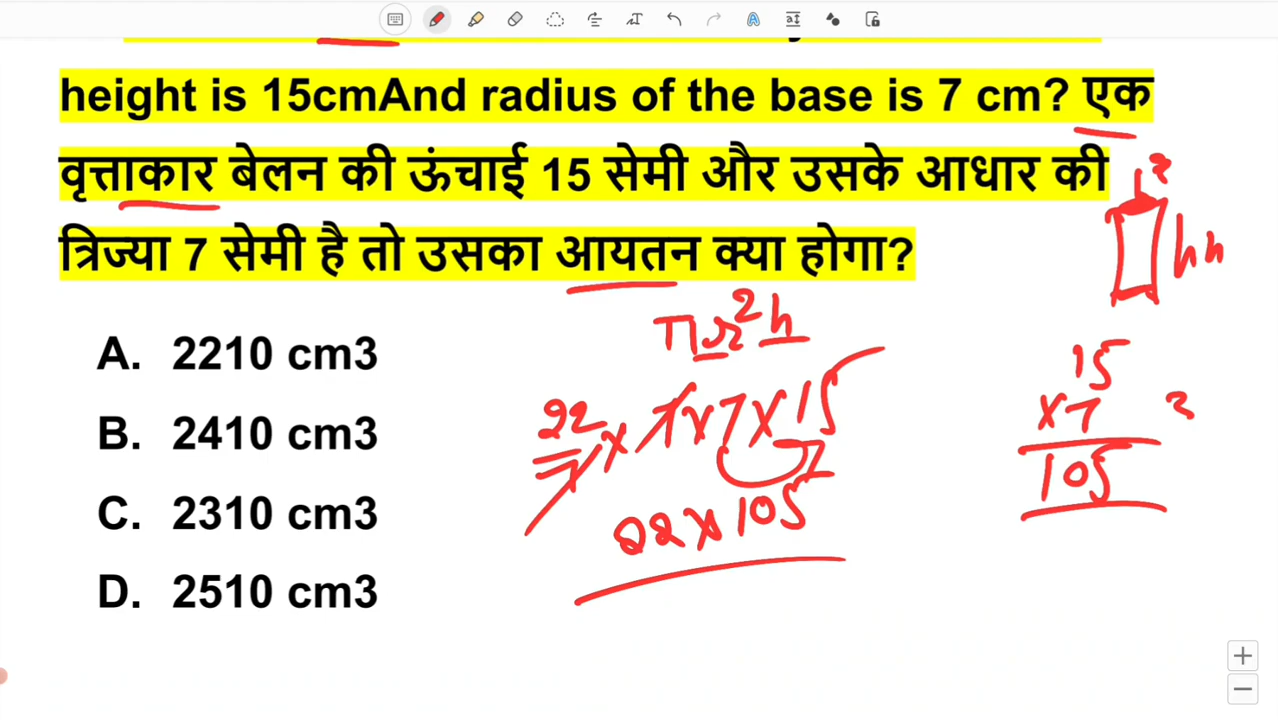 height is 15cmAnd radius of the base is 7 cm? एक
वृत्ताकार बेलन की ऊंचाई 15 सेमी और उसके आधार की
त्रिज्या 7 सेमी है तो उसका आयतन क्या होगा?
A. 2210 cm3
B. 2410 cm3
C. 2310 cm3
D. 2510 cm3
πr²h
22/7 x 7 x 7 x 15
22 x 105
h h
15
x 7
105